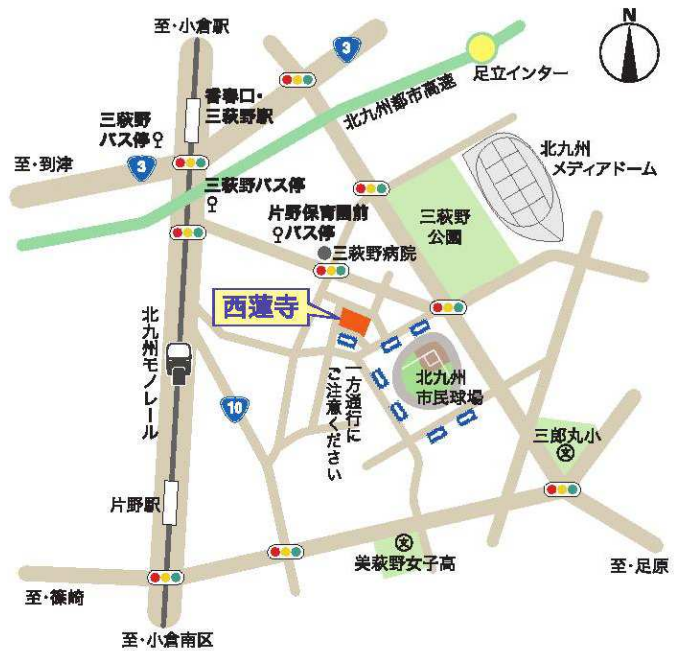 至・小倉駅
N
3
足立インター
香春口・
三萩野駅
北九州都市高速
三萩野
バス停
北九州
メディアドーム
至・到津
3
三萩野バス停
片野保育園前
バス停
三萩野
公園
三萩野病院
西蓮寺
北九州モノレール
一方通行に
ご注意ください
北九州
市民球場
10
三郎丸小
文
片野駅
文
美萩野女子高
至・足原
至・篠崎
至・小倉南区